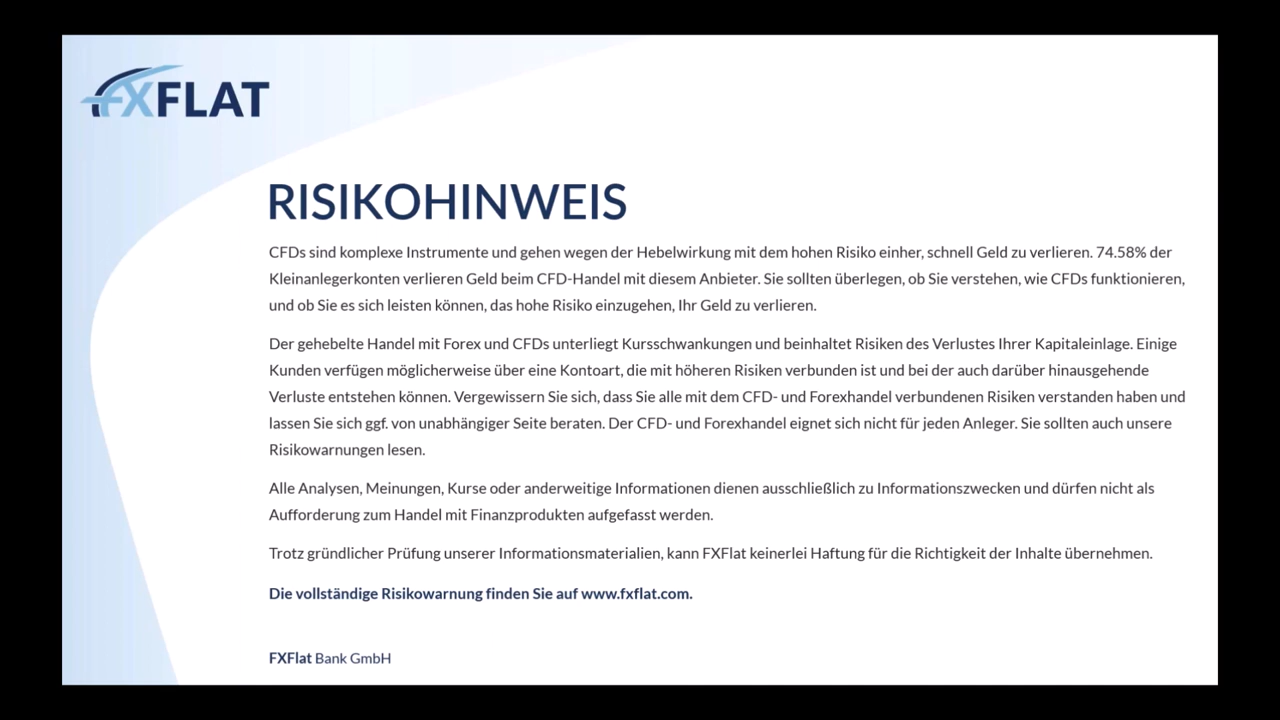 FXFLAT
RISIKOHINWEIS
CFDs sind komplexe Instrumente und gehen wegen der Hebelwirkung mit dem hohen Risiko einher, schnell Geld zu verlieren. 74.58% der
Kleinanlegerkonten verlieren Geld beim CFD-Handel mit diesem Anbieter. Sie sollten überlegen, ob Sie verstehen, wie CFDs funktionieren,
und ob Sie es sich leisten können, das hohe Risiko einzugehen, Ihr Geld zu verlieren.
Der gehebelte Handel mit Forex und CFDs unterliegt Kursschwankungen und beinhaltet Risiken des Verlustes Ihrer Kapitaleinlage. Einige
Kunden verfügen möglicherweise über eine Kontoart, die mit höheren Risiken verbunden ist und bei der auch darüber hinausgehende
Verluste entstehen können. Vergewissern Sie sich, dass Sie alle mit dem CFD- und Forexhandel verbundenen Risiken verstanden haben und
lassen Sie sich ggf. von unabhängiger Seite beraten. Der CFD- und Forexhandel eignet sich nicht für jeden Anleger. Sie sollten auch unsere
Risikowarnungen lesen.
Alle Analysen, Meinungen, Kurse oder anderweitige Informationen dienen ausschließlich zu Informationszwecken und dürfen nicht als
Aufforderung zum Handel mit Finanzprodukten aufgefasst werden.
Trotz gründlicher Prüfung unserer Informationsmaterialien, kann FXFlat keinerlei Haftung für die Richtigkeit der Inhalte übernehmen.
Die vollständige Risikowarnung finden Sie auf www.fxflat.com.
FXFlat Bank GmbH